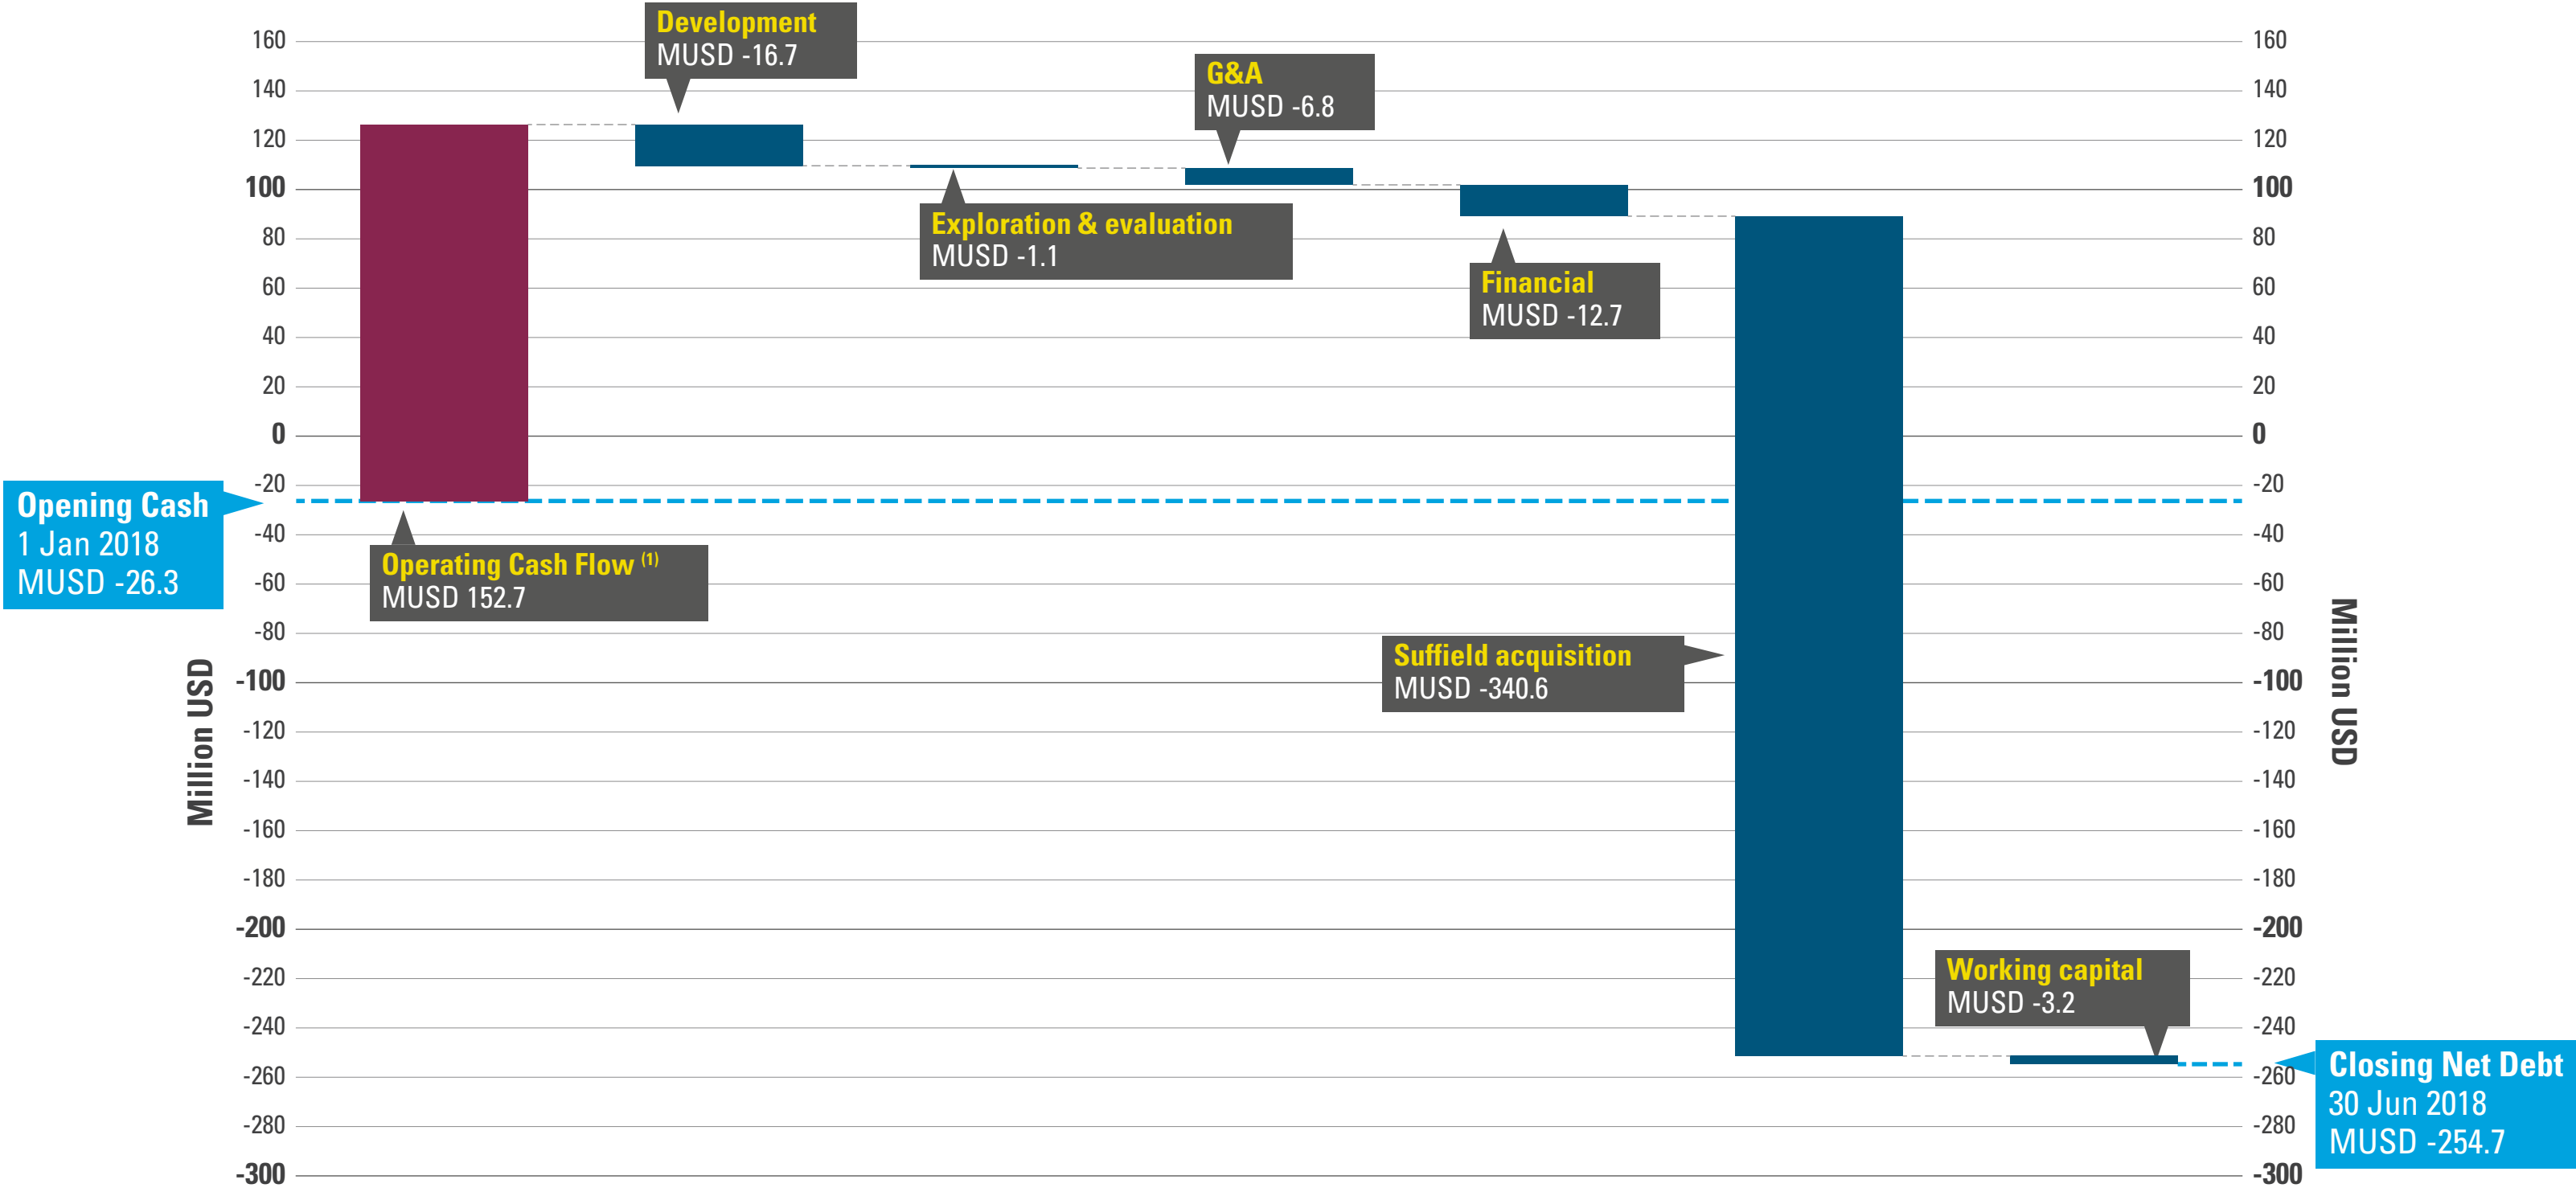 Development
MUSD -16.7
G&A
MUSD -6.8
Exploration & evaluation
MUSD -1.1
Financial
MUSD -12.7
Opening Cash
1 Jan 2018
MUSD -26.3
Operating Cash Flow (1)
MUSD 152.7
Suffield acquisition
MUSD -340.6
Working capital
MUSD -3.2
Closing Net Debt
30 Jun 2018
MUSD -254.7
Million USD
160
140
120
100
80
60
40
20
0
-20
-40
-60
-80
-100
-120
-140
-160
-180
-200
-220
-240
-260
-280
-300
160
140
120
100
80
60
40
20
0
-20
-40
-60
-80
-100
-120
-140
-160
-180
-200
-220
-240
-260
-280
-300
Million USD